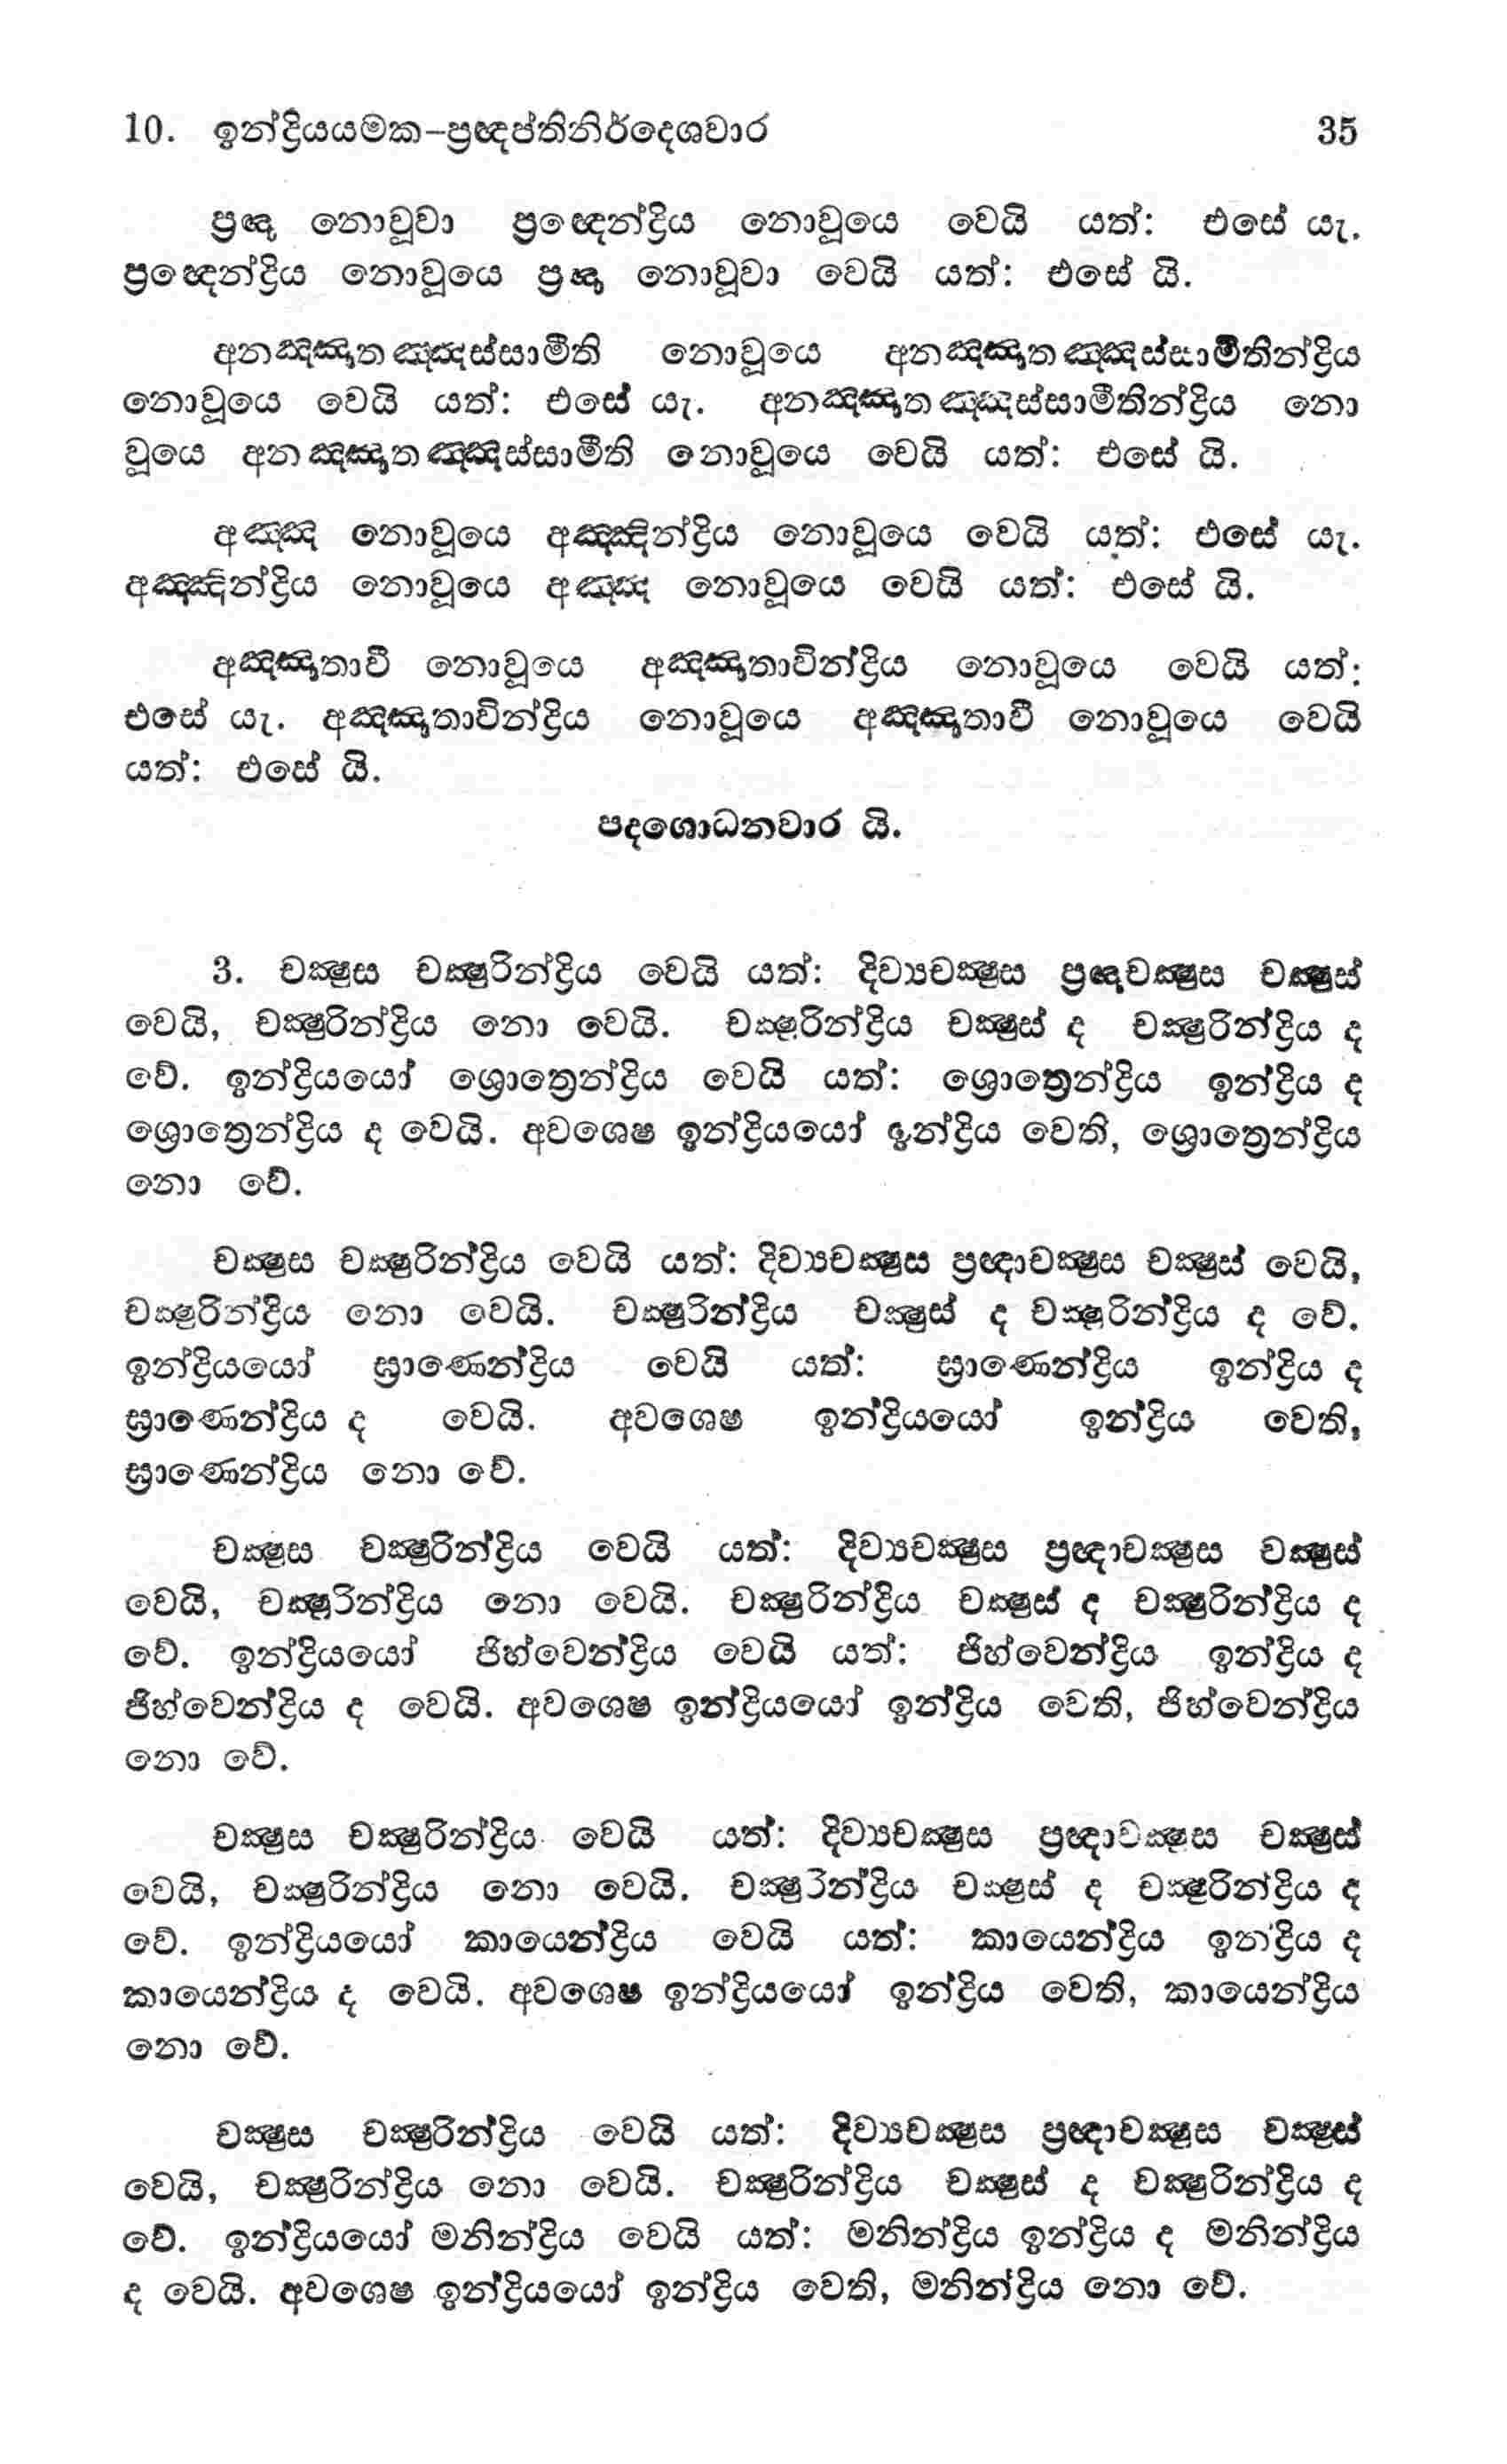 10. ඉන්ද්‍රියයමක–ප්‍රඥප්තිනිර්දෙශවාර 35
ප්‍රඥා නොවූවා ප්‍රඥෙන්ද්‍රිය නොවූයෙ වෙයි යත්: එසේ යැ.
ප්‍රඥෙන්ද්‍රිය නොවූයෙ ප්‍රඥා නොවූවා වෙයි යත්: එසේ යි.
අනඤ්ඤාතඤ්ඤස්සාමීති නොවූයෙ අනඤ්ඤාතඤ්ඤස්සාමීතින්ද්‍රිය
නොවූයෙ වෙයි යත්: එසේ යැ. අනඤ්ඤාතඤ්ඤස්සාමීතින්ද්‍රිය නො
වූයෙ අනඤ්ඤාතඤ්ඤස්සාමීති නොවූයෙ වෙයි යත්: එසේ යි.
අඤ්ඤ නොවූයෙ අඤ්ඤින්ද්‍රිය නොවූයෙ වෙයි යත්: එසේ යැ.
අඤ්ඤින්ද්‍රිය නොවූයෙ අඤ්ඤ නොවූයෙ වෙයි යත්: එසේ යි.
අඤ්ඤාතාවී නොවූයෙ අඤ්ඤාතාවින්ද්‍රිය නොවූයෙ වෙයි යත්:
එසේ යැ. අඤ්ඤාතාවින්ද්‍රිය නොවූයෙ අඤ්ඤාතාවී නොවූයෙ වෙයි
යත්: එසේ යි.
පදශොධනවාර යි.
3. චක්‍ෂුස චක්‍ෂුරින්ද්‍රිය වෙයි යත්: දිව්‍යචක්‍ෂුස ප්‍රඥාචක්‍ෂුස චක්‍ෂුස්
වෙයි, චක්‍ෂුරින්ද්‍රිය නො වෙයි. චක්‍ෂුරින්ද්‍රිය චක්‍ෂුස් ද චක්‍ෂුරින්ද්‍රිය ද
වේ. ඉන්ද්‍රියයෝ ශ්‍රොත්‍රෙන්ද්‍රිය වෙයි යත්: ශ්‍රොත්‍රෙන්ද්‍රිය ඉන්ද්‍රිය ද
ශ්‍රොත්‍රෙන්ද්‍රිය ද වෙයි. අවශෙෂ ඉන්ද්‍රියයෝ ඉන්ද්‍රිය වෙති, ශ්‍රොත්‍රෙන්ද්‍රිය
නො වේ.
චක්‍ෂුස චක්‍ෂුරින්ද්‍රිය වෙයි යත්: දිව්‍යචක්‍ෂුස ප්‍රඥාචක්‍ෂුස චක්‍ෂුස් වෙයි,
චක්‍ෂුරින්ද්‍රිය නො වෙයි. චක්‍ෂුරින්ද්‍රිය චක්‍ෂුස් ද චක්‍ෂුරින්ද්‍රිය ද වේ.
ඉන්ද්‍රියයෝ ඝ්‍රාණෙන්ද්‍රිය වෙයි යත්: ඝ්‍රාණෙන්ද්‍රිය ඉන්ද්‍රිය ද
ඝ්‍රාණෙන්ද්‍රිය ද වෙයි. අවශෙෂ ඉන්ද්‍රියයෝ ඉන්ද්‍රිය වෙති,
ඝ්‍රාණෙන්ද්‍රිය නො වේ.
චක්‍ෂුස චක්‍ෂුරින්ද්‍රිය වෙයි යත්: දිව්‍යචක්‍ෂුස ප්‍රඥාචක්‍ෂුස චක්‍ෂුස්
වෙයි, චක්‍ෂුරින්ද්‍රිය නො වෙයි. චක්‍ෂුරින්ද්‍රිය චක්‍ෂුස් ද චක්‍ෂුරින්ද්‍රිය ද
වේ. ඉන්ද්‍රියයෝ ජිහ්වෙන්ද්‍රිය වෙයි යත්: ජිහ්වෙන්ද්‍රිය ඉන්ද්‍රිය ද
ජිහ්වෙන්ද්‍රිය ද වෙයි. අවශෙෂ ඉන්ද්‍රියයෝ ඉන්ද්‍රිය වෙති, ජිහ්වෙන්ද්‍රිය
නො වේ.
චක්‍ෂුස චක්‍ෂුරින්ද්‍රිය වෙයි යත්: දිව්‍යචක්‍ෂුස ප්‍රඥාචක්‍ෂුස චක්‍ෂුස්
වෙයි, චක්‍ෂුරින්ද්‍රිය නො වෙයි. චක්‍ෂුරින්ද්‍රිය චක්‍ෂුස් ද චක්‍ෂුරින්ද්‍රිය ද
වේ. ඉන්ද්‍රියයෝ කායෙන්ද්‍රිය වෙයි යත්: කායෙන්ද්‍රිය ඉන්ද්‍රිය ද
කායෙන්ද්‍රිය ද වෙයි. අවශෙෂ ඉන්ද්‍රියයෝ ඉන්ද්‍රිය වෙති, කායෙන්ද්‍රිය
නො වේ.
චක්‍ෂුස චක්‍ෂුරින්ද්‍රිය වෙයි යත්: දිව්‍යචක්‍ෂුස ප්‍රඥාචක්‍ෂුස චක්‍ෂුස්
වෙයි, චක්‍ෂුරින්ද්‍රිය නො වෙයි. චක්‍ෂුරින්ද්‍රිය චක්‍ෂුස් ද චක්‍ෂුරින්ද්‍රිය ද
වේ. ඉන්ද්‍රියයෝ මනින්ද්‍රිය වෙයි යත්: මනින්ද්‍රිය ඉන්ද්‍රිය ද මනින්ද්‍රිය
ද වෙයි. අවශෙෂ ඉන්ද්‍රියයෝ ඉන්ද්‍රිය වෙති, මනින්ද්‍රිය නො වේ.